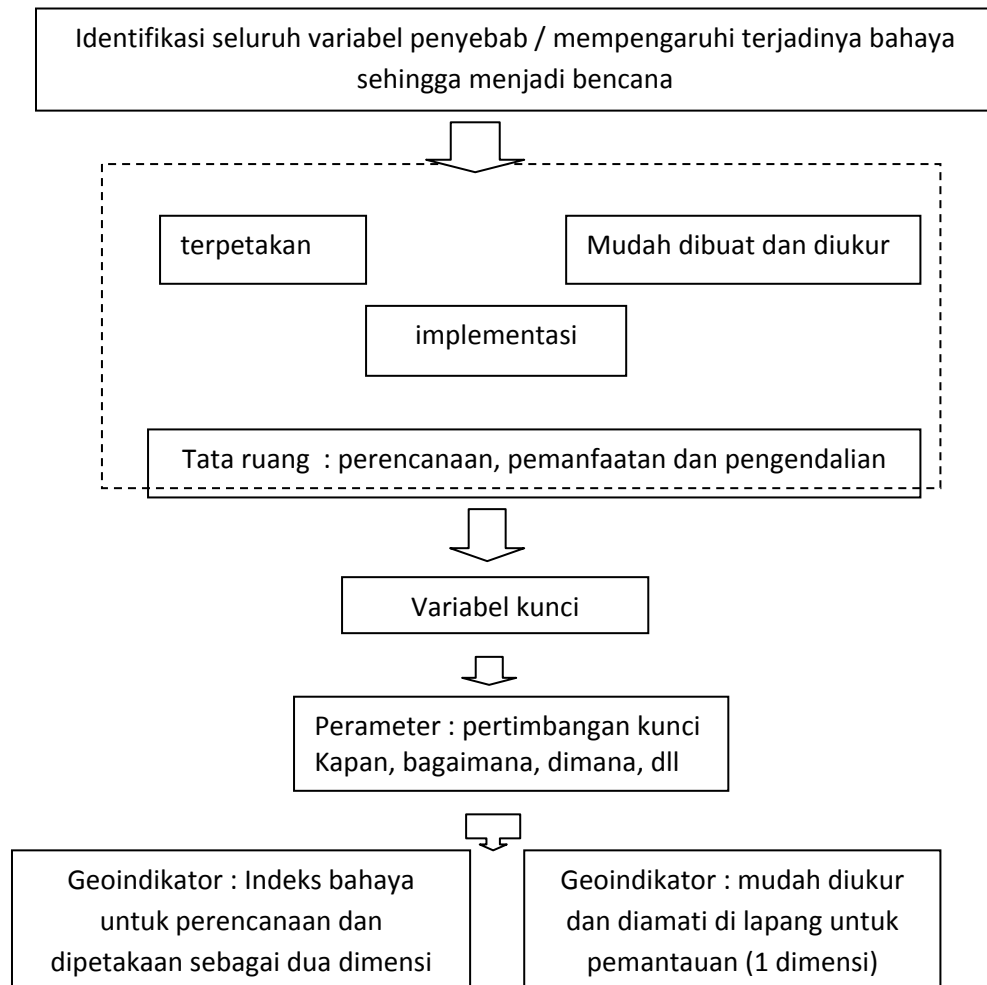 Identifikasi seluruh variabel penyebab / mempengaruhi terjadinya bahaya
sehingga menjadi bencana
terpetakan
Mudah dibuat dan diukur
implementasi
Tata ruang : perencanaan, pemanfaatan dan pengendalian
Variabel kunci
Perameter : pertimbangan kunci
Kapan, bagaimana, dimana, dll
Geoindikator : Indeks bahaya
untuk perencanaan dan
dipetakaan sebagai dua dimensi
Geoindikator : mudah diukur
dan diamati di lapang untuk
pemantauan (1 dimensi)